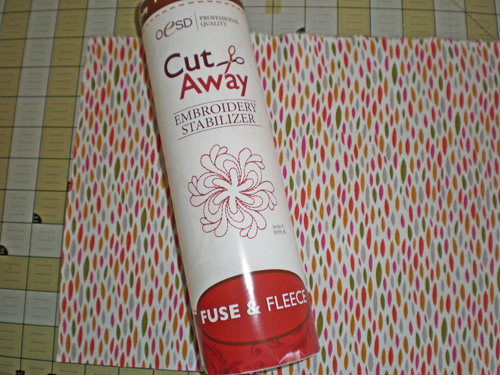 oESD PROFESSIONAL
QUALITY
Cut
Away
EMBROIDERY
STABILIZER
FUSE & FLEECE